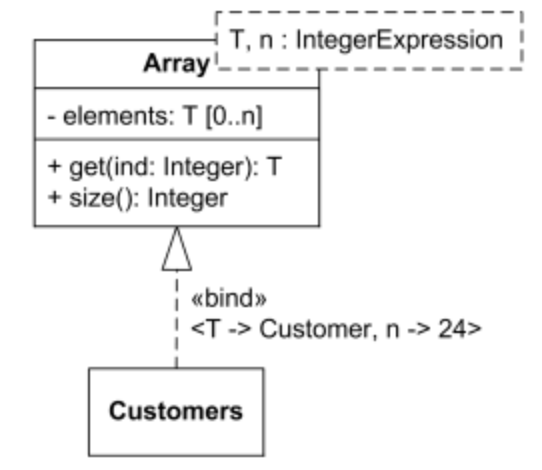 T, n : IntegerExpression
Array
- elements: T [0..n]
+ get(ind: Integer): T
+ size(): Integer
«bind»
<T -> Customer, n -> 24>
Customers